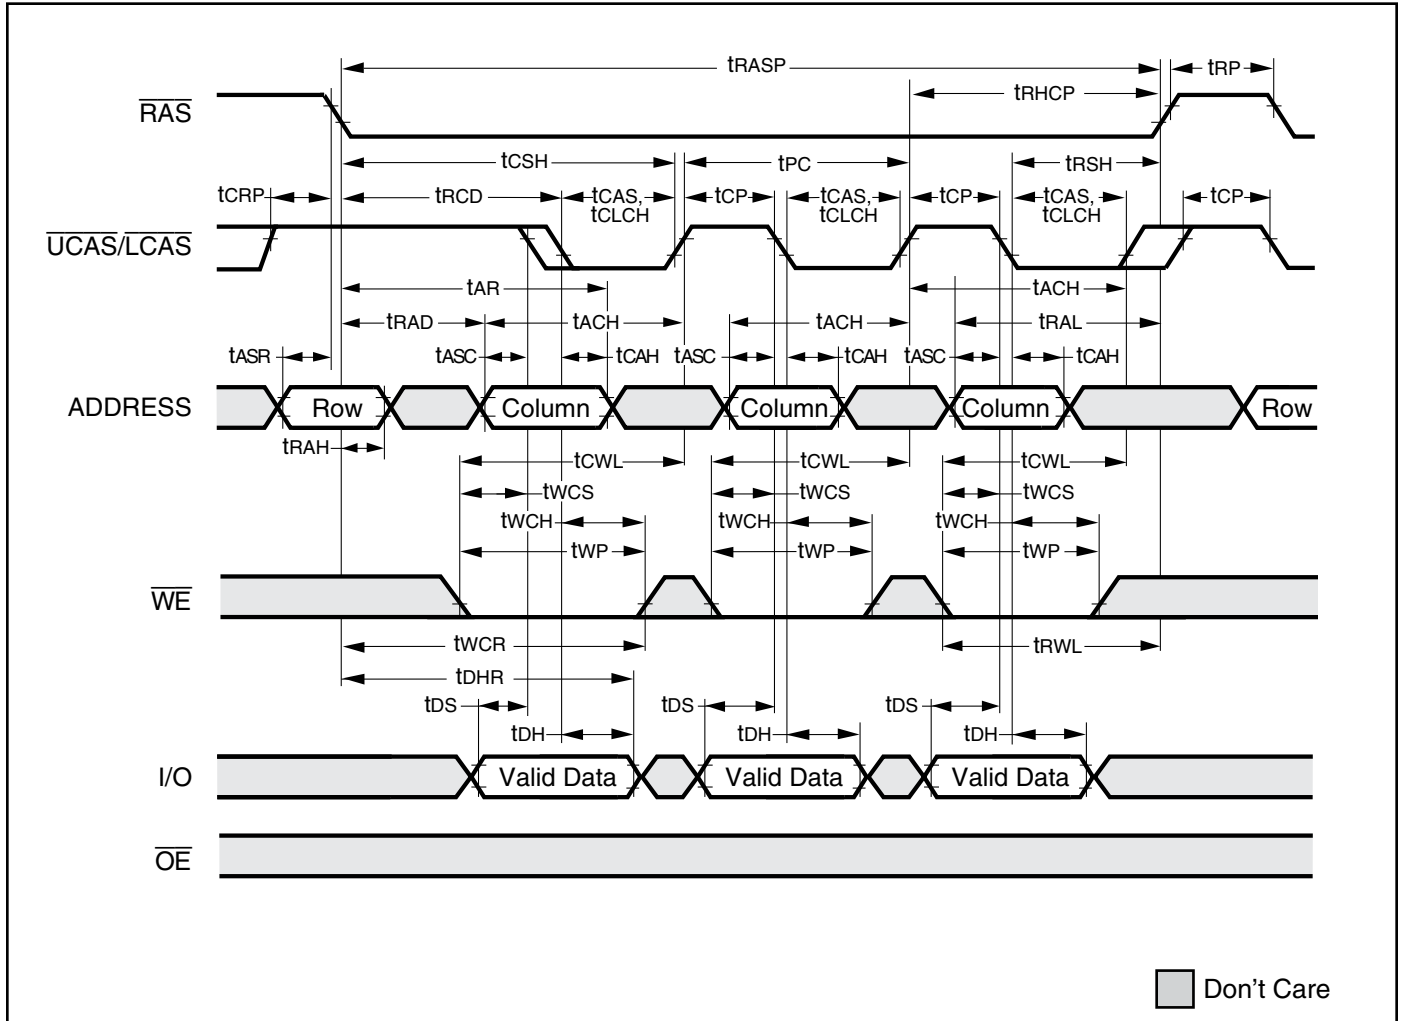 tRASP
tRP
tRHCP
RAS
tCSH
tPC
tRSH
tCRP
tRCD
tCAS,
tCLCH
tCP
tCAS,
tCLCH
tCP
tCAS,
tCLCH
tCP
UCAS/LCAS
tAR
tACH
tRAD
tACH
tACH
tRAL
tASR
tASC
tCAH
tASC
tCAH
tASC
tCAH
ADDRESS
Row
Column
Column
Column
Row
tRAH
tCWL
tCWL
tCWL
tWCS
tWCS
tWCS
tWCH
tWCH
tWCH
tWP
tWP
tWP
WE
tWCR
tRWL
tDHR
tDS
tDS
tDS
tDH
tDH
tDH
I/O
Valid Data
Valid Data
Valid Data
OE
Don't Care